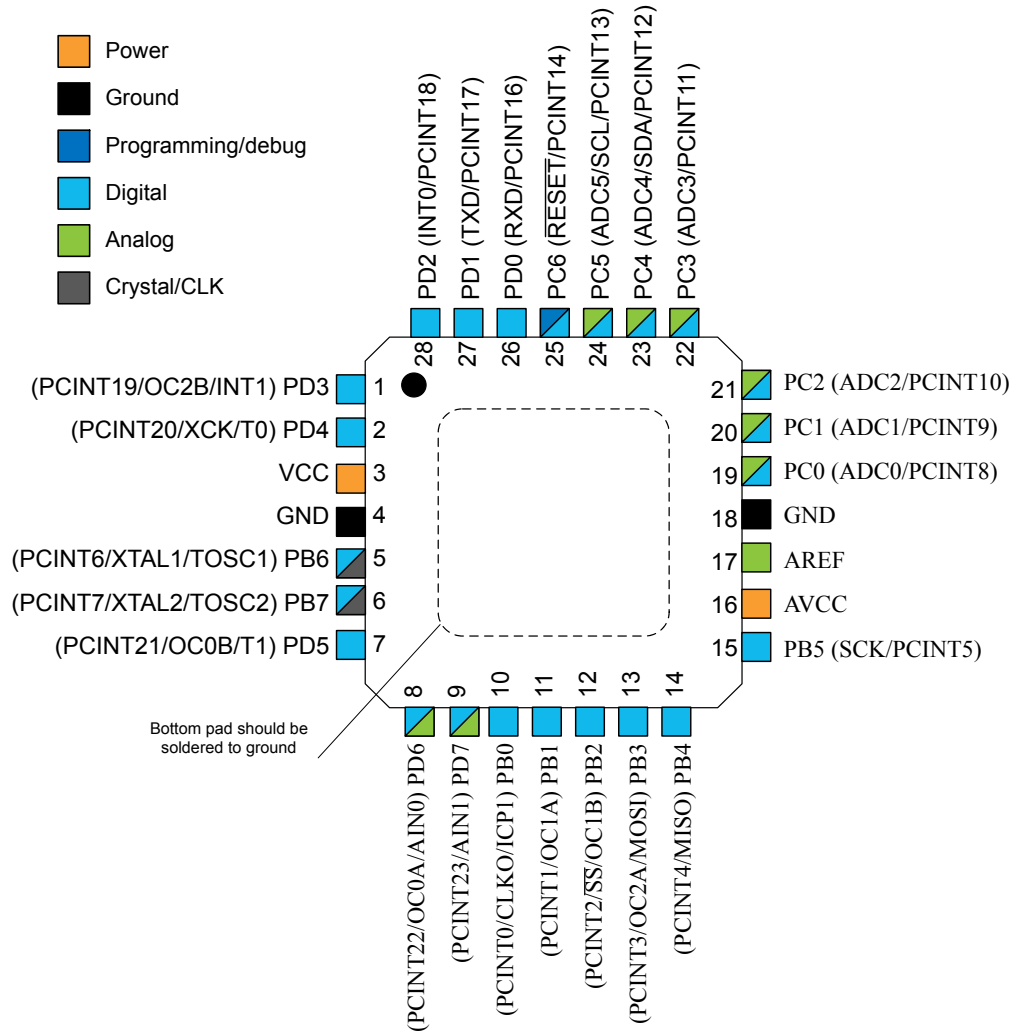 Power
Ground
Programming/debug
Digital
Analog
Crystal/CLK
PD2 (INT0/PCINT18)
PD1 (TXD/PCINT17)
PD0 (RXD/PCINT16)
PC6 (RESET/PCINT14)
PC5 (ADC5/SCL/PCINT13)
PC4 (ADC4/SDA/PCINT12)
PC3 (ADC3/PCINT11)
28
27
26
25
24
23
22
(PCINT19/OC2B/INT1) PD3
1
(PCINT20/XCK/T0) PD4
2
VCC
3
GND
4
(PCINT6/XTAL1/TOSC1) PB6
5
(PCINT7/XTAL2/TOSC2) PB7
6
(PCINT21/OC0B/T1) PD5
7
21
PC2 (ADC2/PCINT10)
20
PC1 (ADC1/PCINT9)
19
PC0 (ADC0/PCINT8)
18
GND
17
AREF
16
AVCC
15
PB5 (SCK/PCINT5)
8
9
10
11
12
13
14
Bottom pad should be
soldered to ground
(PCINT22/OC0A/AIN0) PD6
(PCINT23/AIN1) PD7
(PCINT0/CLKO/ICP1) PB0
(PCINT1/OC1A) PB1
(PCINT2/SS/OC1B) PB2
(PCINT3/OC2A/MOSI) PB3
(PCINT4/MISO) PB4